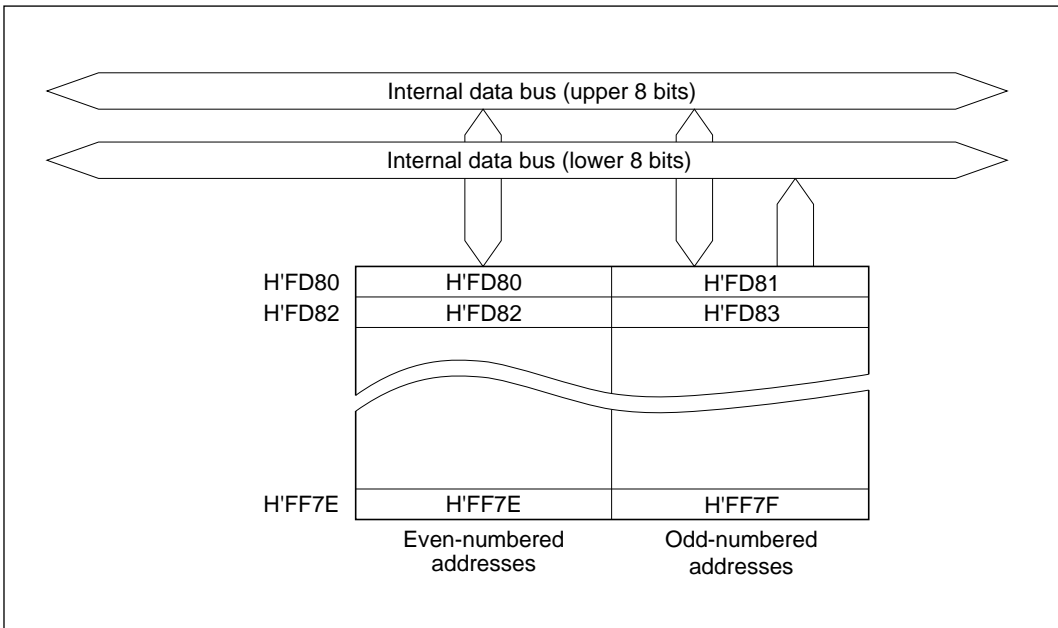 Internal data bus (upper 8 bits)
Internal data bus (lower 8 bits)
H'FD80 H'FD80 H'FD81
H'FD82 H'FD82 H'FD83
H'FF7E H'FF7E H'FF7F
Even-numbered addresses
Odd-numbered addresses